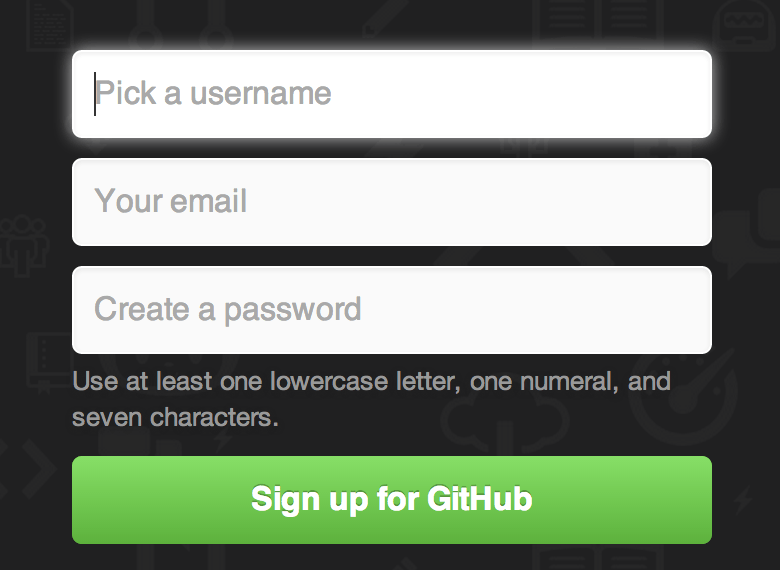 Pick a username
Your email
Create a password
Use at least one lowercase letter, one numeral, and
seven characters.
Sign up for GitHub